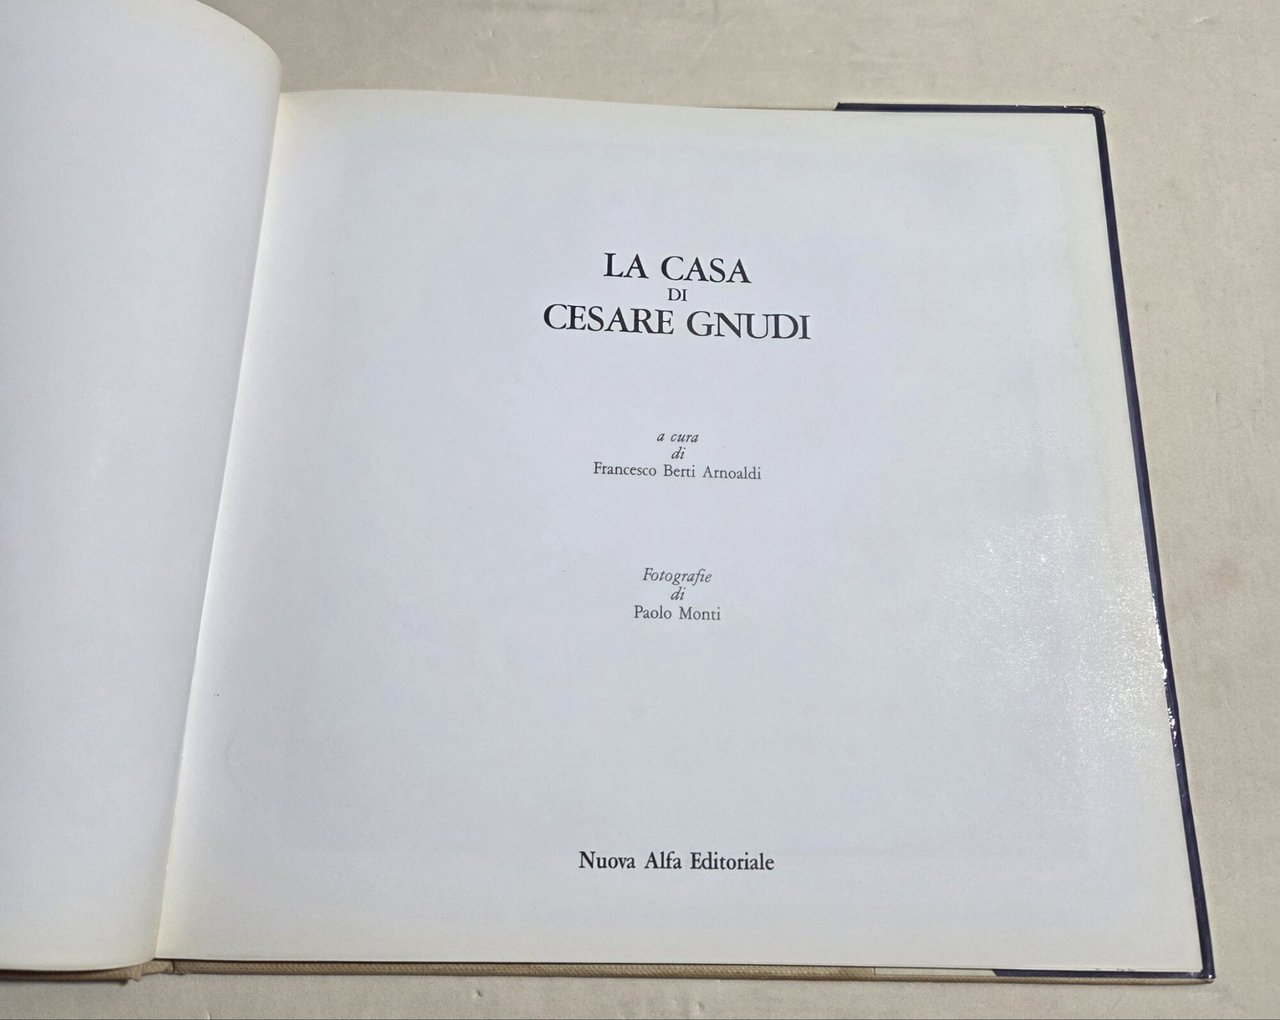 LA CASA
DI
CESARE GNUDI
a cura
di
Francesco Berti Arnoaldi
Fotografie
di
Paolo Monti
Nuova Alfa Editoriale